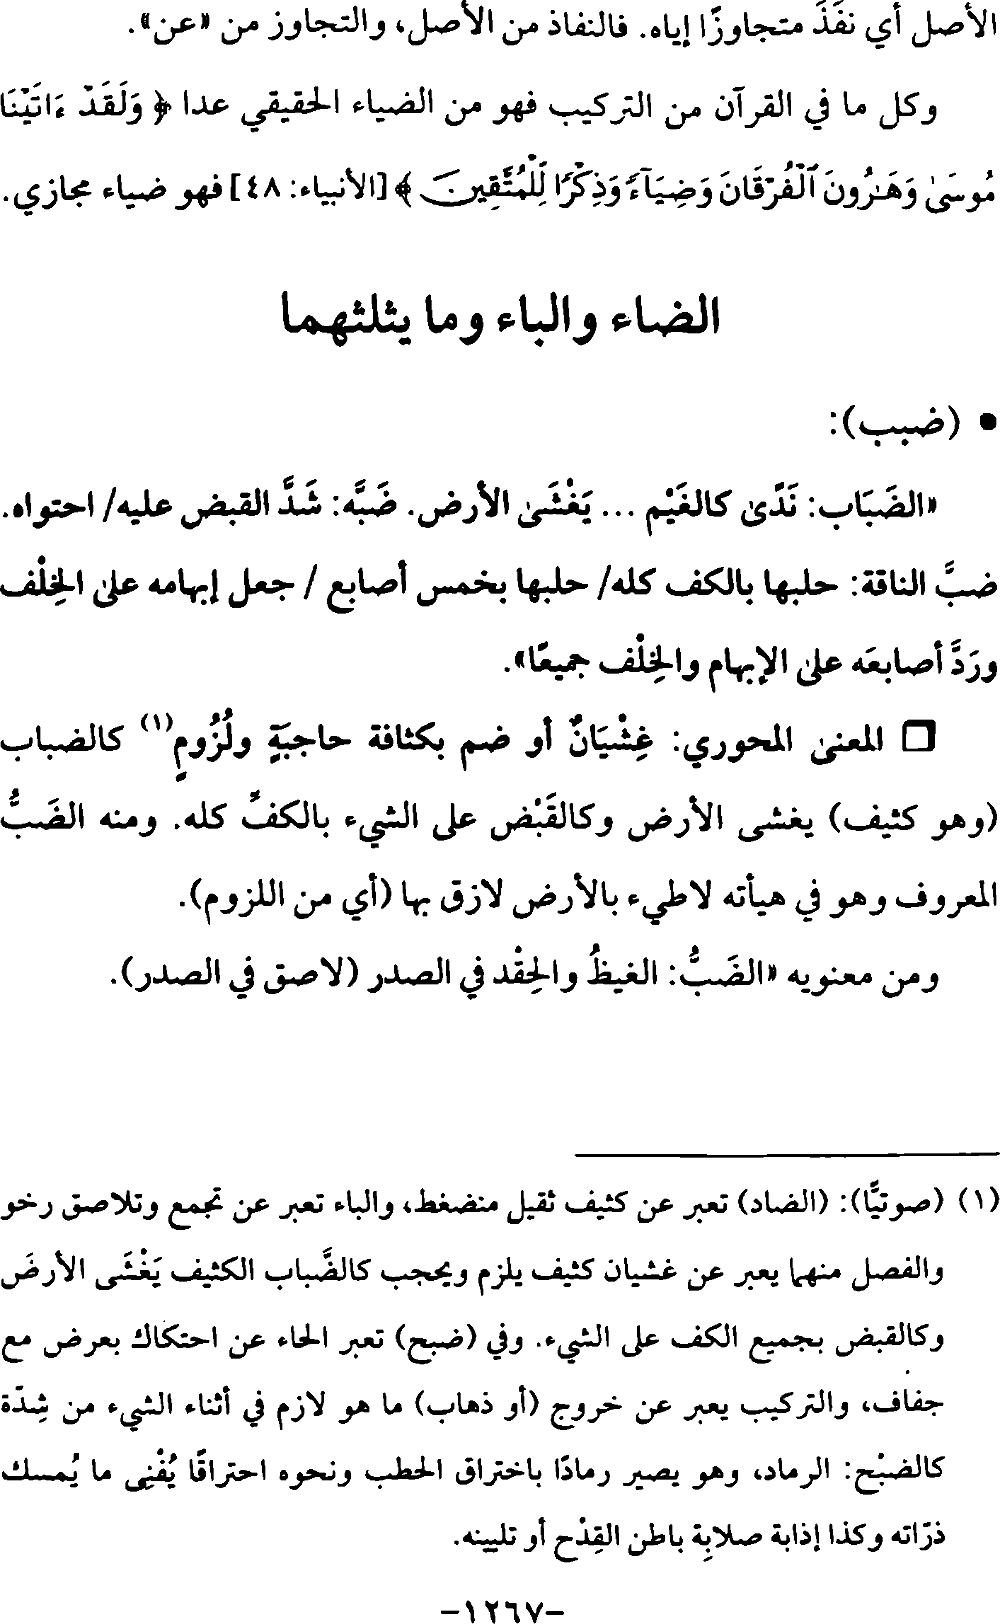 الأصل أي نفَذَ متجاوزًا إياه. فالنفاذ من الأصل، والتجاوز من «عن».
وكل ما في القرآن من التركيب فهو من الضياء الحقيقي عدا ﴿ وَلَقَدْ ءَاتَيْنَا
مُوسَىٰ وَهَـٰرُونَ ٱلْفُرْقَانَ وَضِيَآءً وَذِكْرًا لِّلْمُتَّقِينَ ﴾ [الأنبياء: ٤٨] فهو ضياء مجازي.
الضاء والباء وما يثلثهما
• (ضبب):
«الضَبَاب: نَدًى كالغَيْم ... يَغْشَىٰ الأرض. ضَبَّه: شَدَّ القبض عليه/ احتواه.
ضبَّ الناقة: حلبها بالكف كله/ حلبها بخمس أصابع / جعل إبهامه علىٰ الخِلْف
ورَدَّ أصابعَه علىٰ الإبهام والخِلْف جميعًا».
❒ المعنىٰ المحوري: غِشْيَانٌ أو ضم بكثافة حاجبَةٍ ولُزُومٍ(١) كالضباب
(وهو كثيف) يغشى الأرض وكالقَبْض على الشيء بالكفّ كله. ومنه الضَبُّ
المعروف وهو في هيأته لاطيء بالأرض لازق بها (أي من اللزوم).
ومن معنويه «الضَبُّ: الغيظُ والحِقْد في الصدر (لاصق في الصدر).
(١) (صوتيًّا): (الضاد) تعبر عن كثيف ثقيل منضغط، والباء تعبر عن تجمع وتلاصق رخو
والفصل منهما يعبر عن غشيان كثيف يلزم ويحجب كالضَّباب الكثيف يَغْشَى الأرضَ
وكالقبض بجميع الكف على الشيء. وفي (ضبح) تعبر الحاء عن احتكاك بعرض مع
جفاف، والتركيب يعبر عن خروج (أو ذهاب) ما هو لازم في أثناء الشيء من شِدّة
كالضبْح: الرماد، وهو يصير رمادًا باختراق الحطب ونحوه احتراقًا يُفْنِى ما يُمسك
ذرّاته وكذا إذابة صلابةِ باطن القِدْح أو تليينه.
-١٢٦٧-